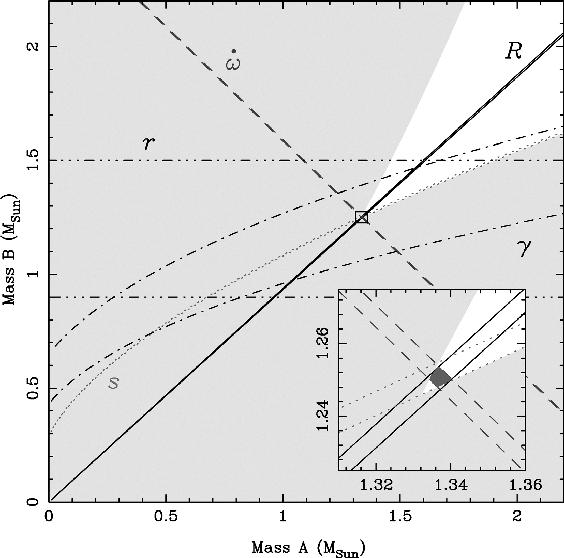 2
ω̇
R
r
1.5
Mass B (M_Sun)
1
γ
1.26
0.5
s
1.24
1.32
1.34
1.36
0
0
0.5
1
1.5
2
Mass A (M_Sun)